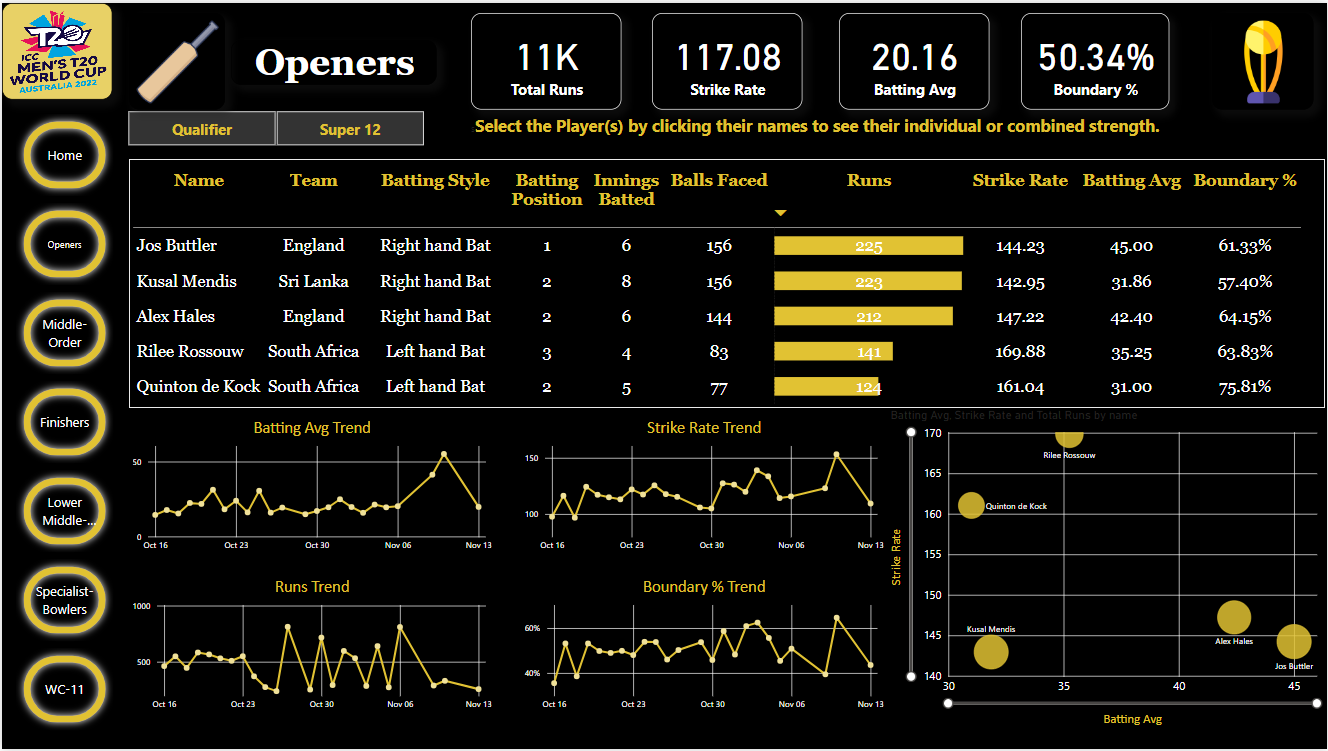 T20
ICC
MEN'S T20
WORLD CUP
AUSTRALIA 2022
Openers
11K
Total Runs
117.08
Strike Rate
20.16
Batting Avg
50.34%
Boundary %
Qualifier
Super 12
Select the Player(s) by clicking their names to see their individual or combined strength.
Home
Openers
Middle-
Order
Finishers
Lower
Middle-...
Specialist-
Bowlers
WC-11
Name Team Batting Style Batting Position Innings Batted Balls Faced Runs Strike Rate Batting Avg Boundary %
Jos Buttler England Right hand Bat 1 6 156 225 144.23 45.00 61.33%
Kusal Mendis Sri Lanka Right hand Bat 2 8 156 223 142.95 31.86 57.40%
Alex Hales England Right hand Bat 2 6 144 212 147.22 42.40 64.15%
Rilee Rossouw South Africa Left hand Bat 3 4 83 141 169.88 35.25 63.83%
Quinton de Kock South Africa Left hand Bat 2 5 77 124 161.04 31.00 75.81%
Batting Avg Trend
50
0
Oct 16 Oct 23 Oct 30 Nov 06 Nov 13
Strike Rate Trend
150
100
Oct 16 Oct 23 Oct 30 Nov 06 Nov 13
Runs Trend
1000
500
Oct 16 Oct 23 Oct 30 Nov 06 Nov 13
Boundary % Trend
60%
40%
Oct 16 Oct 23 Oct 30 Nov 06 Nov 13
Batting Avg, Strike Rate and Total Runs by name
Strike Rate
170
165
160
155
150
145
140
Rilee Rossouw
Quinton de Kock
Kusal Mendis
Alex Hales
Jos Buttler
30 35 40 45
Batting Avg